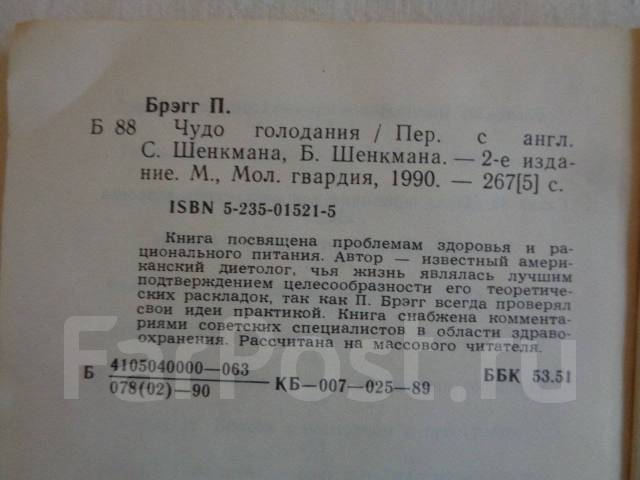 Брэгг П.
Б 88 Чудо голодания / Пер. с англ.
С. Шенкмана, Б. Шенкмана. — 2-е изда-
ние. М., Мол. гвардия, 1990. — 267[5] с.
ISBN 5-235-01521-5
Книга посвящена проблемам здоровья и ра-
ционального питания. Автор — известный амери-
канский диетолог, чья жизнь являлась лучшим
подтверждением целесообразности его теоретиче-
ских раскладок, так как П. Брэгг всегда проверял
свои идеи практикой. Книга снабжена коммента-
риями советских специалистов в области здраво-
охранения. Рассчитана на массового читателя.
Б 4105040000—063 / 078(02)—90 КБ—007—025—89 ББК 53.51
FarPost.ru